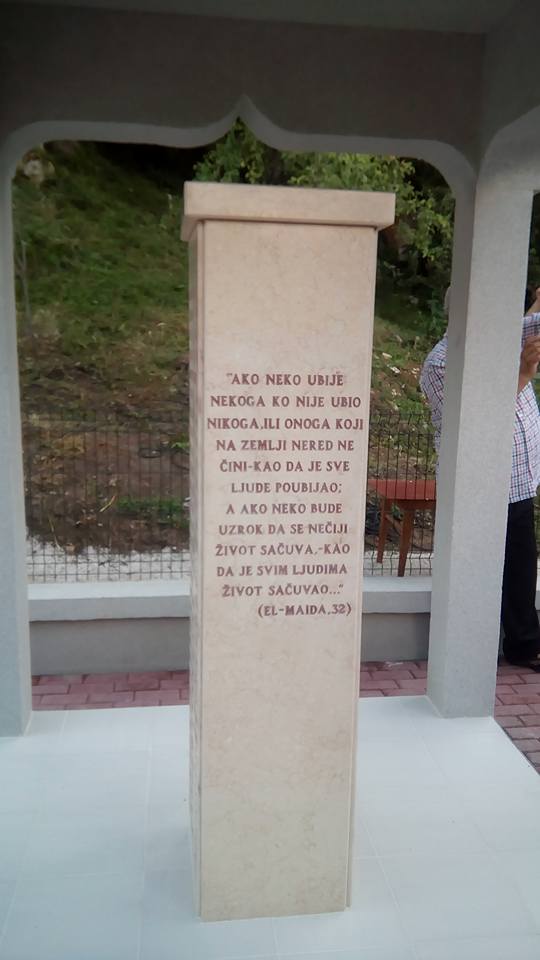 "AKO NEKO UBIJE
NEKOGA KO NIJE UBIO
NIKOGA,ILI ONOGA KOJI
NA ZEMLJI NERED NE
ČINI-KAO DA JE SVE
LJUDE POUBIJAO;
A AKO NEKO BUDE
UZROK DA SE NEČIJI
ŽIVOT SAČUVA,-KAO
DA JE SVIM LJUDIMA
ŽIVOT SAČUVAO..."
(EL-MAIDA,32)